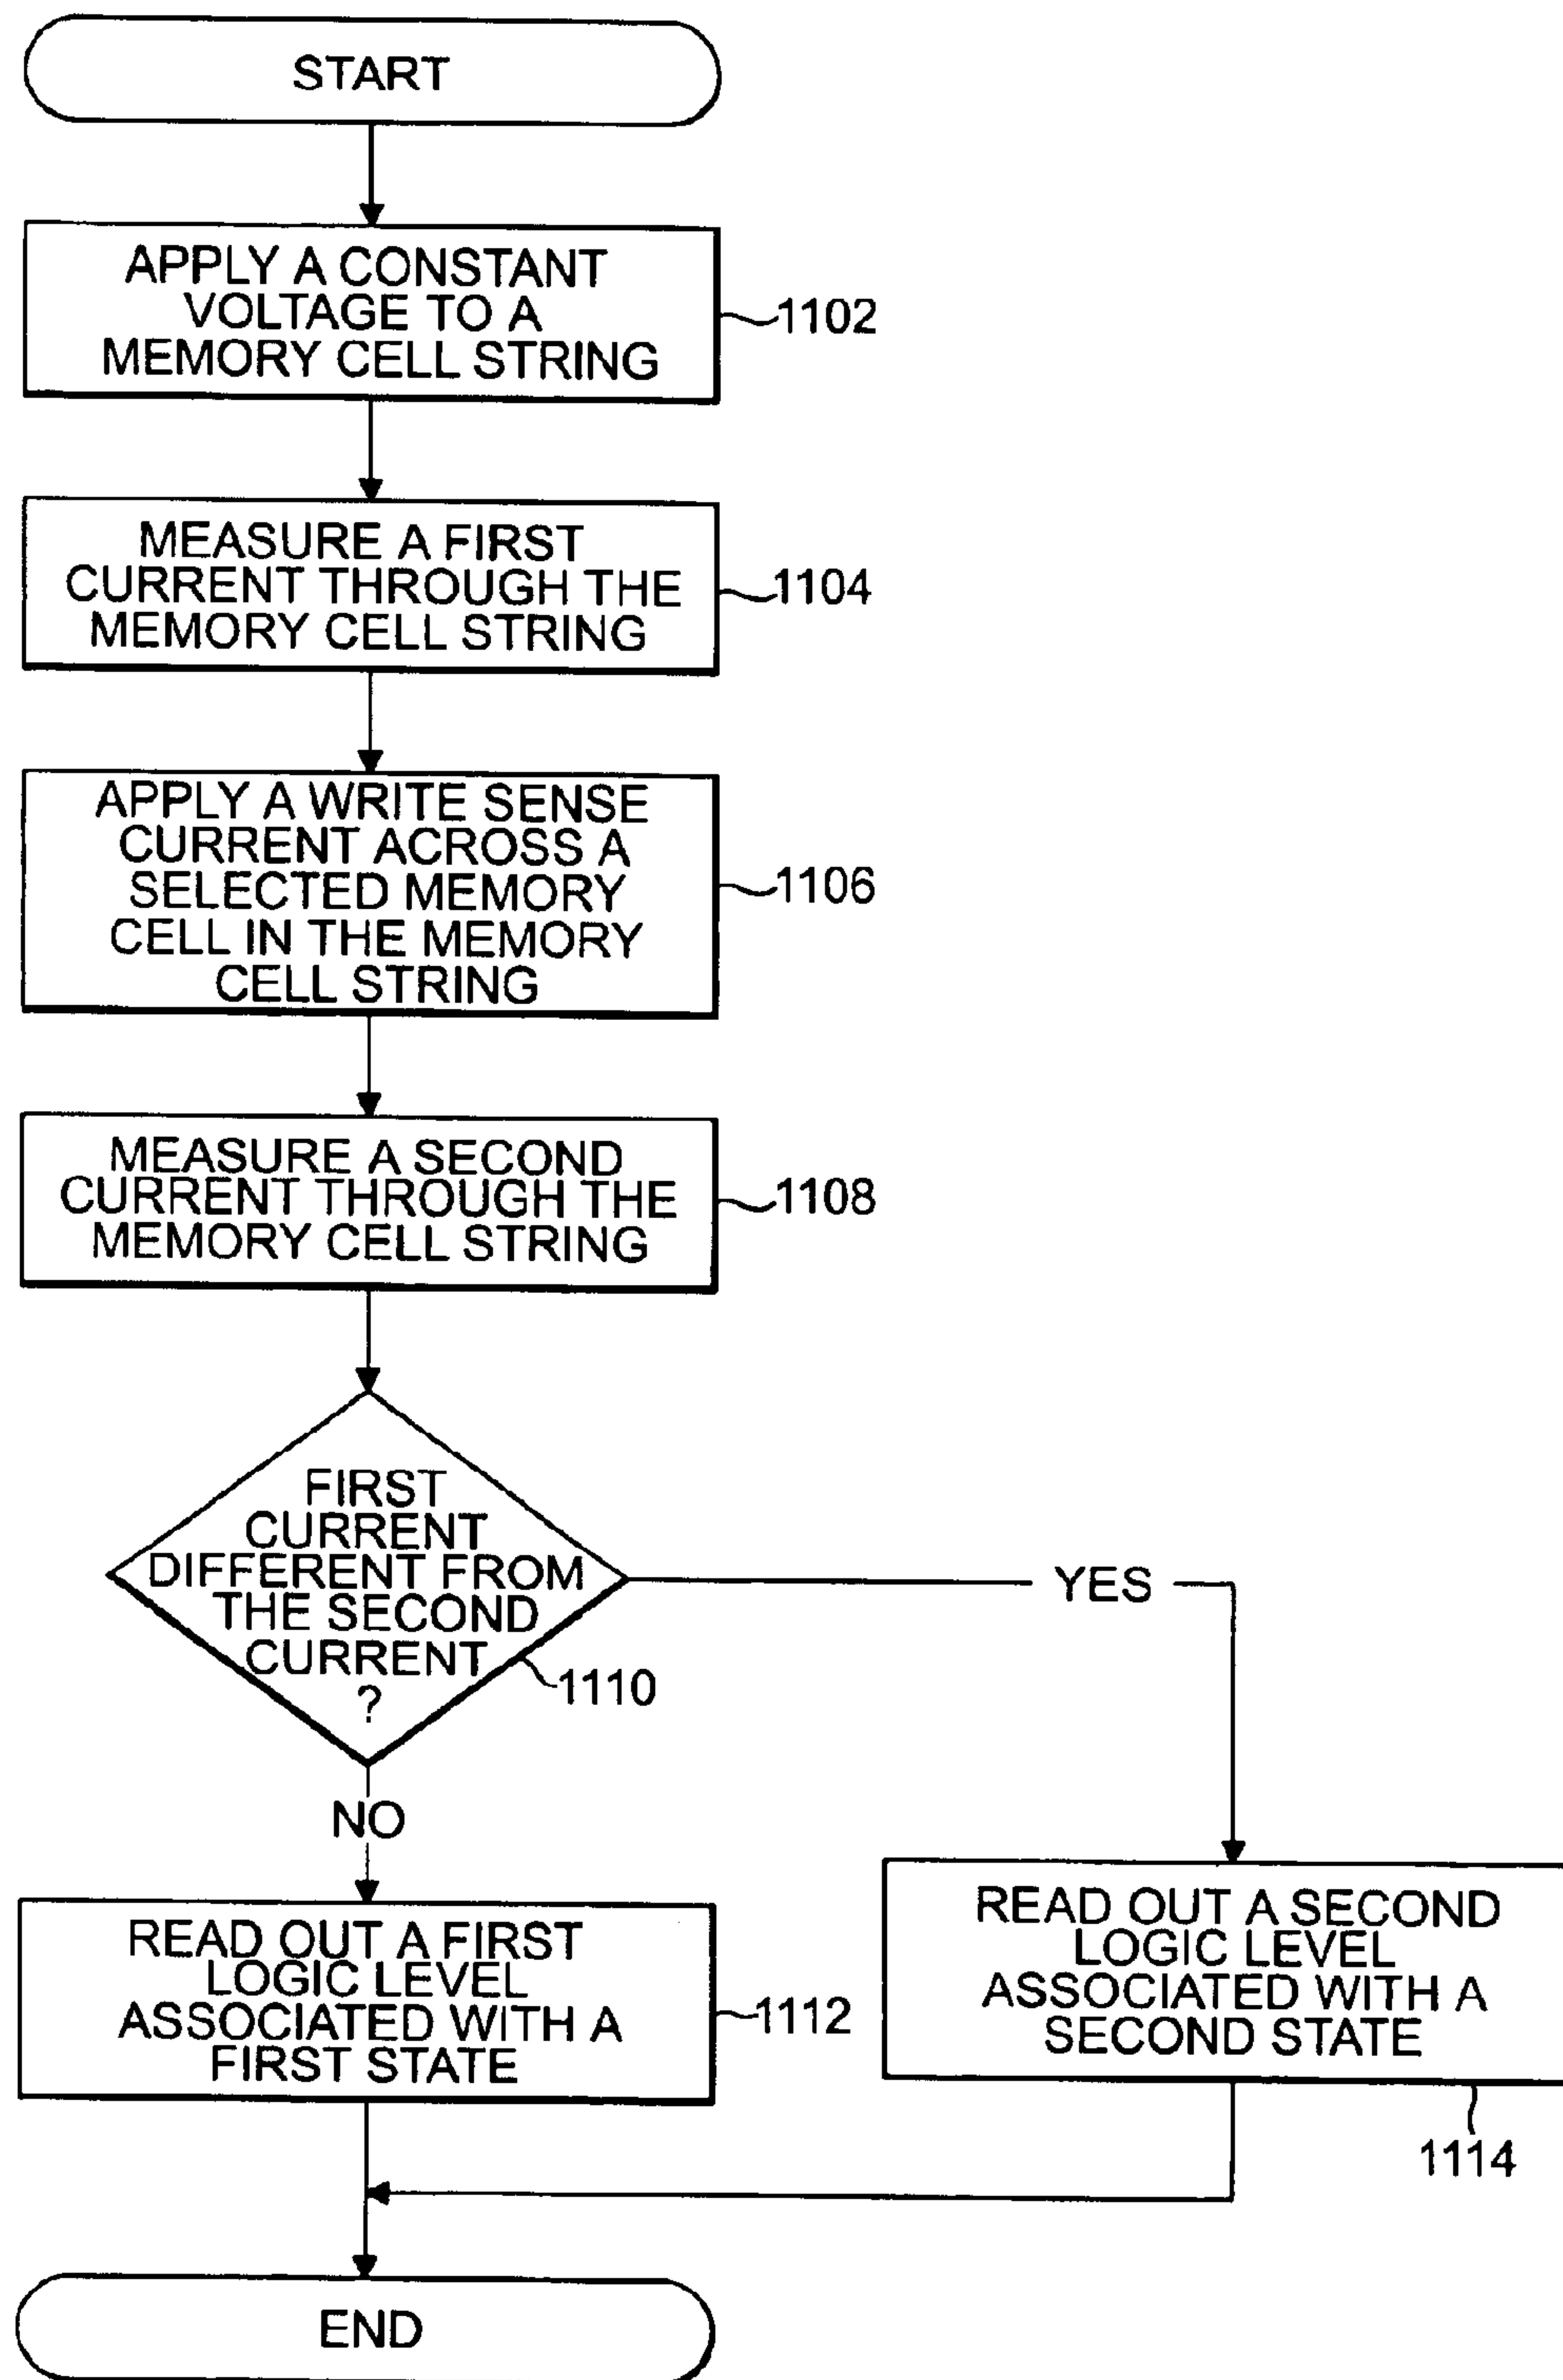 START
APPLY A CONSTANT
VOLTAGE TO A
MEMORY CELL STRING
1102
MEASURE A FIRST
CURRENT THROUGH THE
MEMORY CELL STRING
1104
APPLY A WRITE SENSE
CURRENT ACROSS A
SELECTED MEMORY
CELL IN THE MEMORY
CELL STRING
1106
MEASURE A SECOND
CURRENT THROUGH THE
MEMORY CELL STRING
1108
FIRST
CURRENT
DIFFERENT FROM
THE SECOND
CURRENT
?
1110
YES
NO
READ OUT A FIRST
LOGIC LEVEL
ASSOCIATED WITH A
FIRST STATE
1112
READ OUT A SECOND
LOGIC LEVEL
ASSOCIATED WITH A
SECOND STATE
1114
END